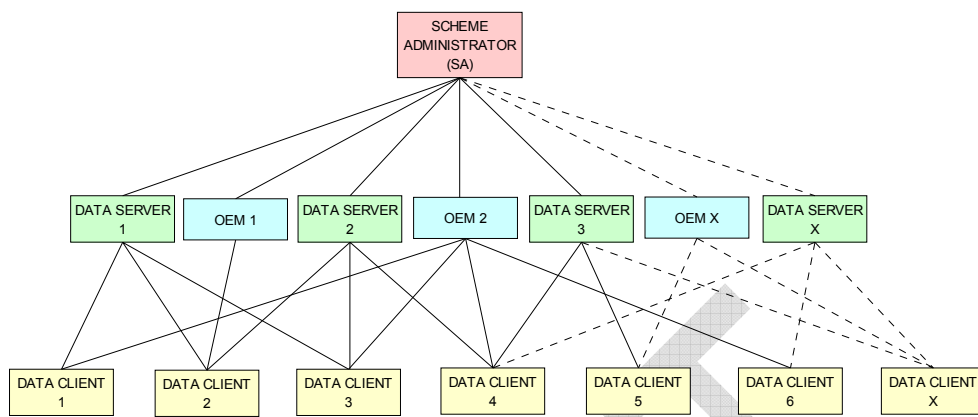 SCHEME
ADMINISTRATOR
(SA)
DATA SERVER
1
OEM 1
DATA SERVER
2
OEM 2
DATA SERVER
3
OEM X
DATA SERVER
X
DATA CLIENT
1
DATA CLIENT
2
DATA CLIENT
3
DATA CLIENT
4
DATA CLIENT
5
DATA CLIENT
6
DATA CLIENT
X